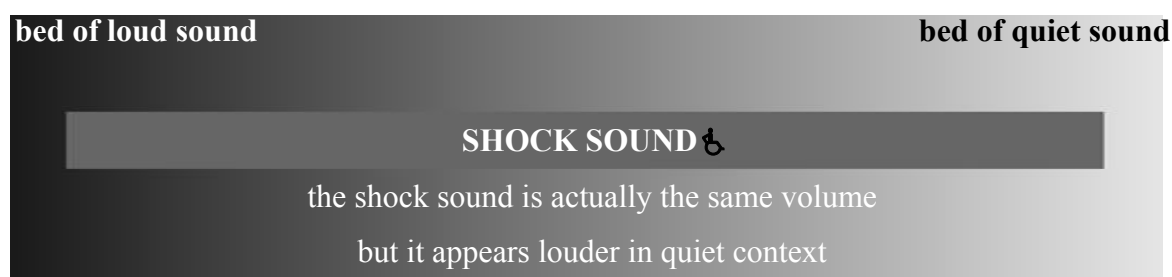 bed of loud sound
bed of quiet sound
SHOCK SOUND
the shock sound is actually the same volume
but it appears louder in quiet context